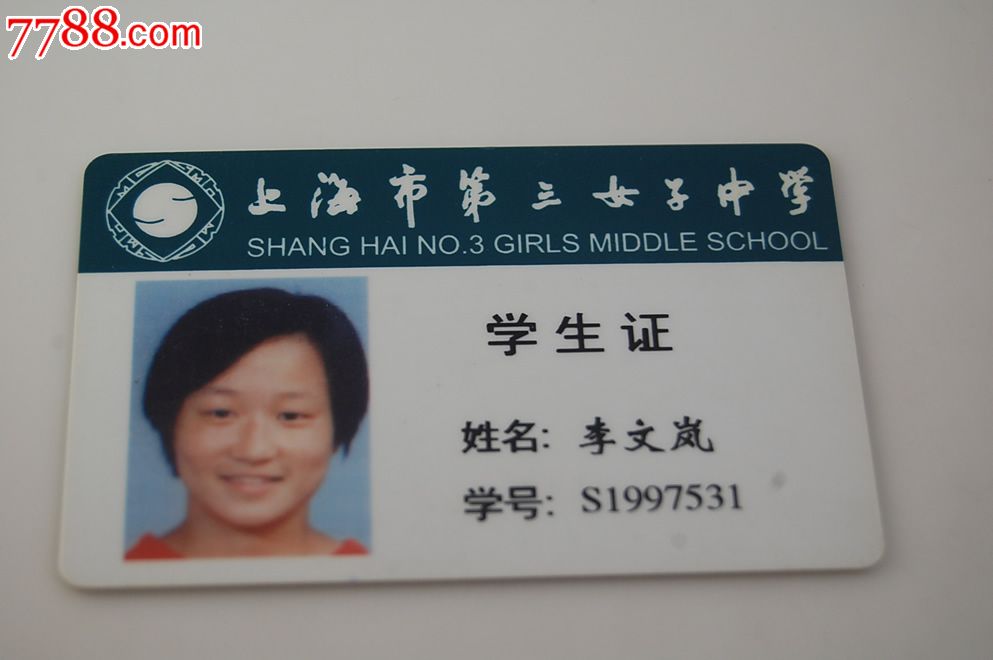 7788.com
上海市第三女子中学
SHANG HAI NO.3 GIRLS MIDDLE SCHOOL
学生证
姓名: 李文岚
学号: S1997531